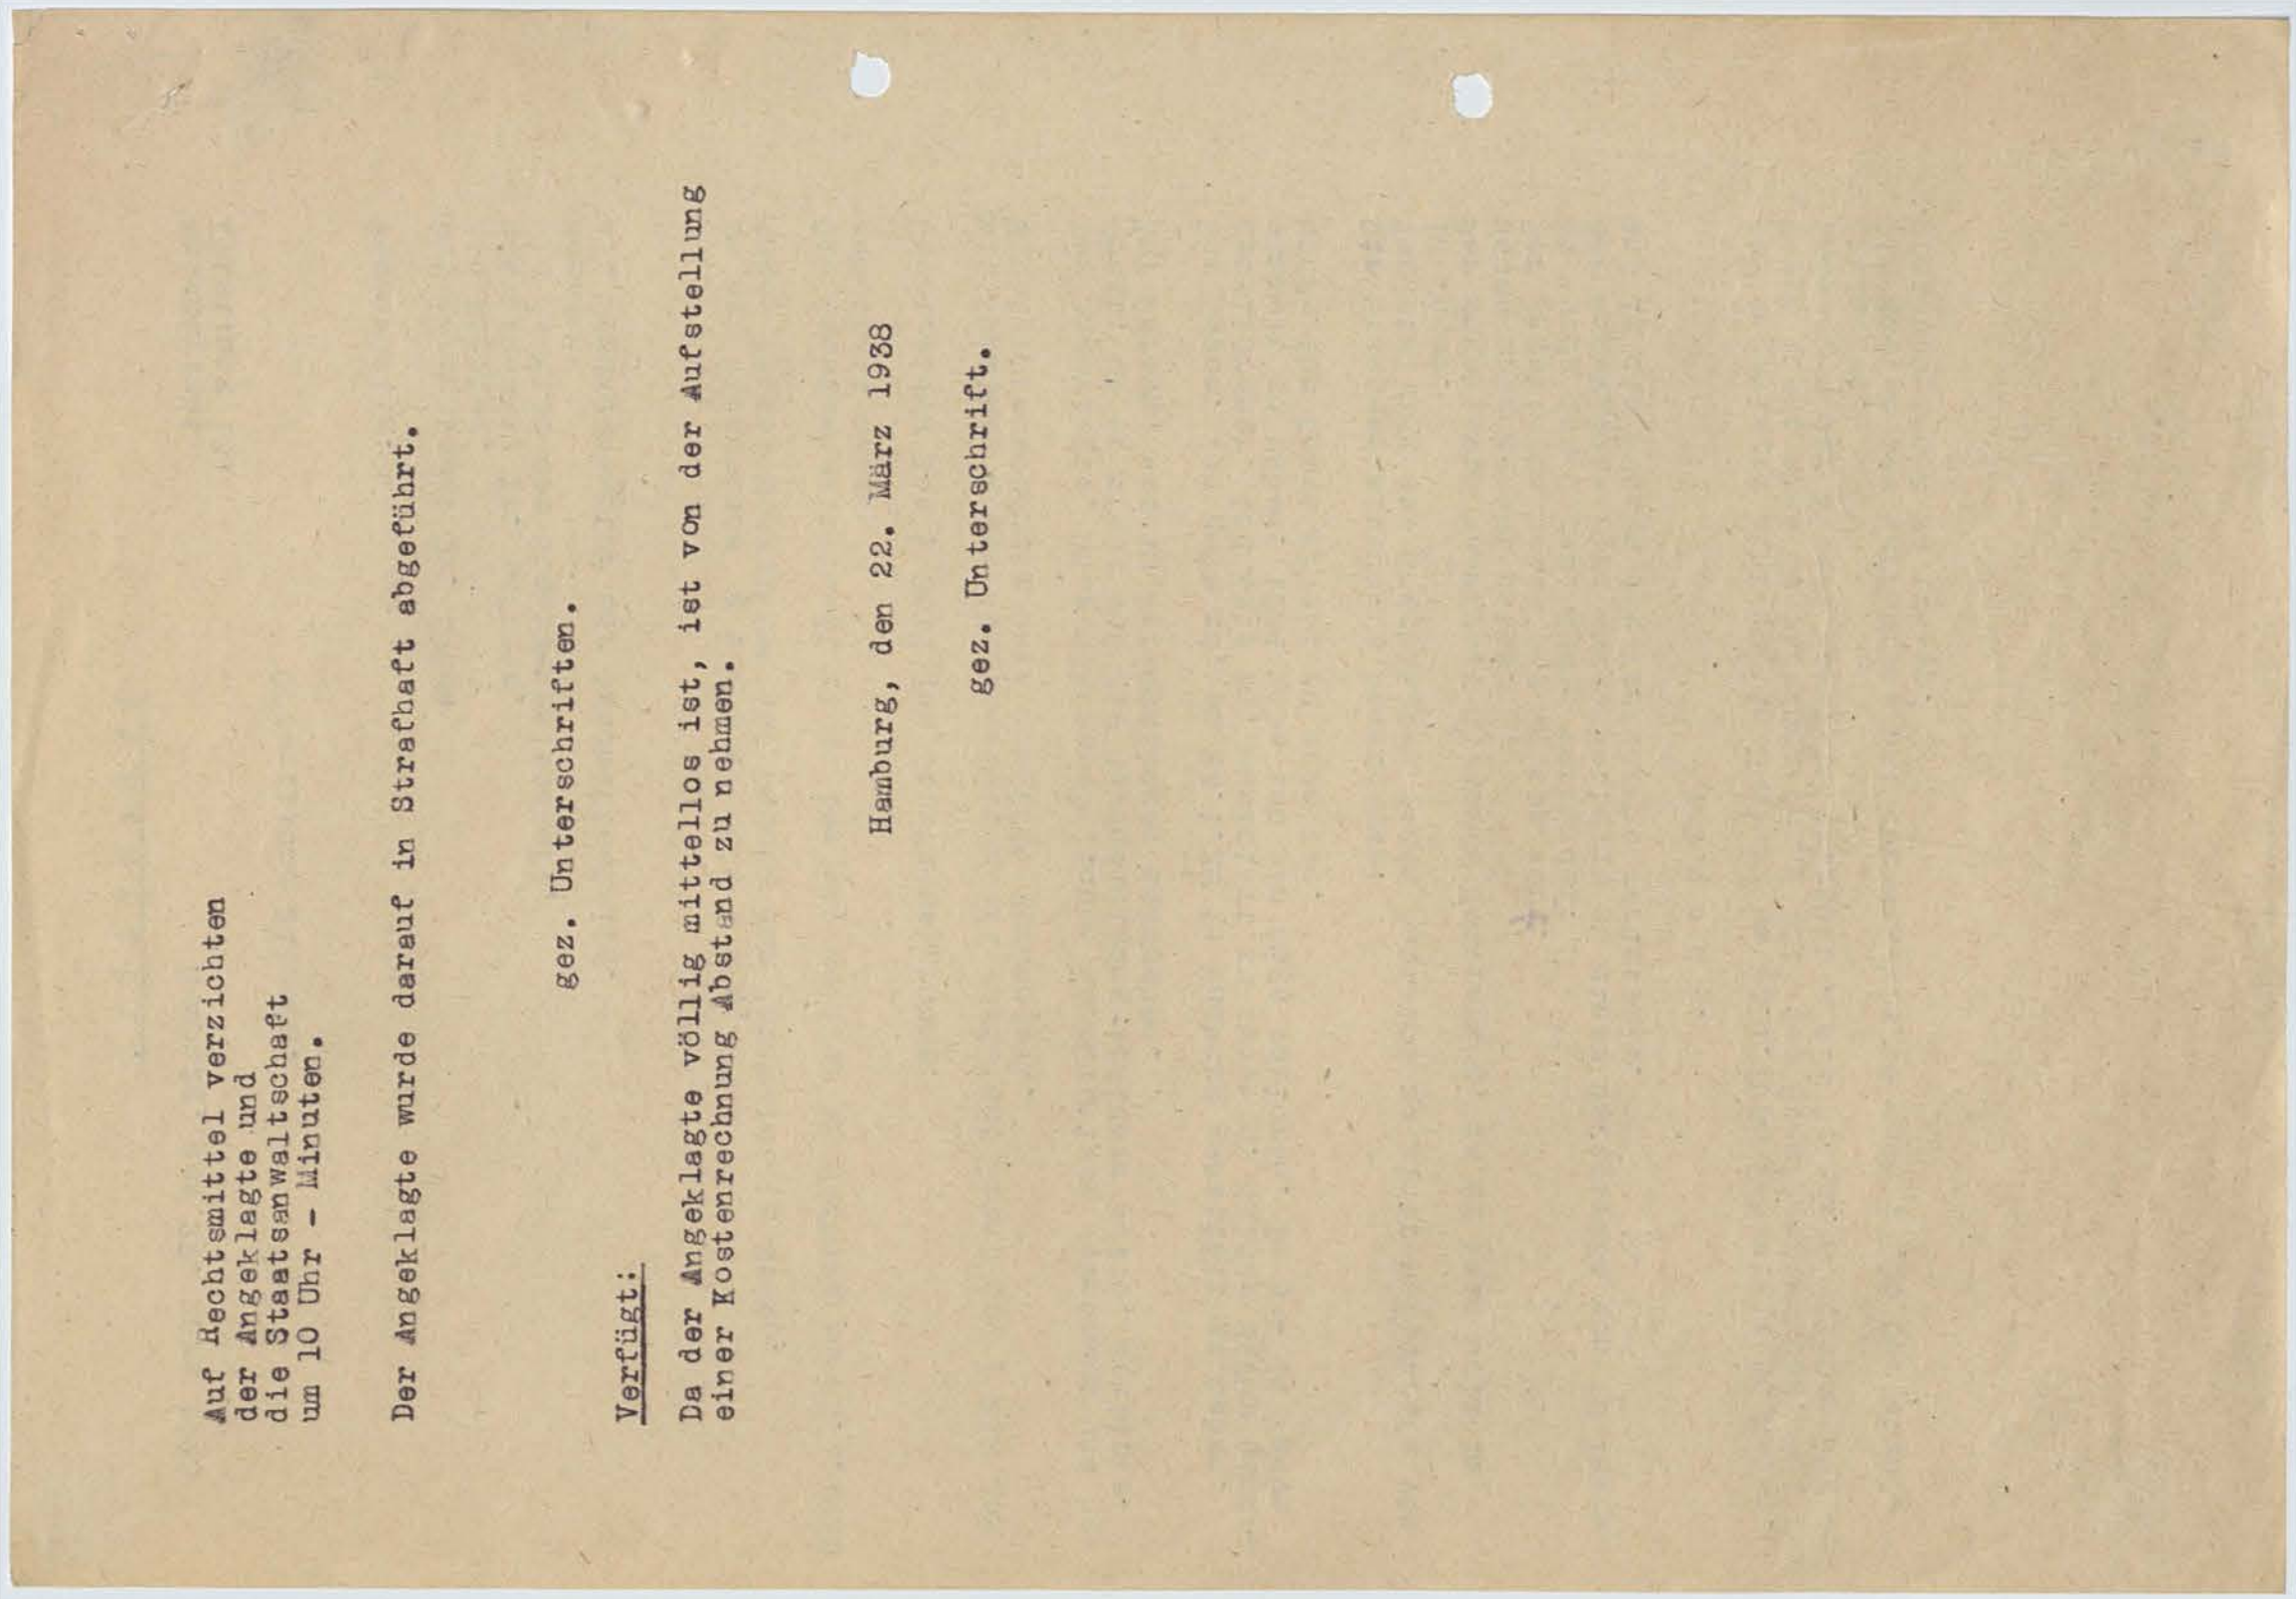 Auf Rechtsmittel verzichten
der Angeklagte und
die Staatsanwaltschaft
um 10 Uhr - Minuten.
Der Angeklagte wurde darauf in Strafhaft abgeführt.
gez. Unterschriften.
Verfügt:
Da der Angeklagte völlig mittellos ist, ist von der Aufstellung
einer Kostenrechnung Abstand zu nehmen.
Hamburg, den 22. März 1938
gez. Unterschrift.